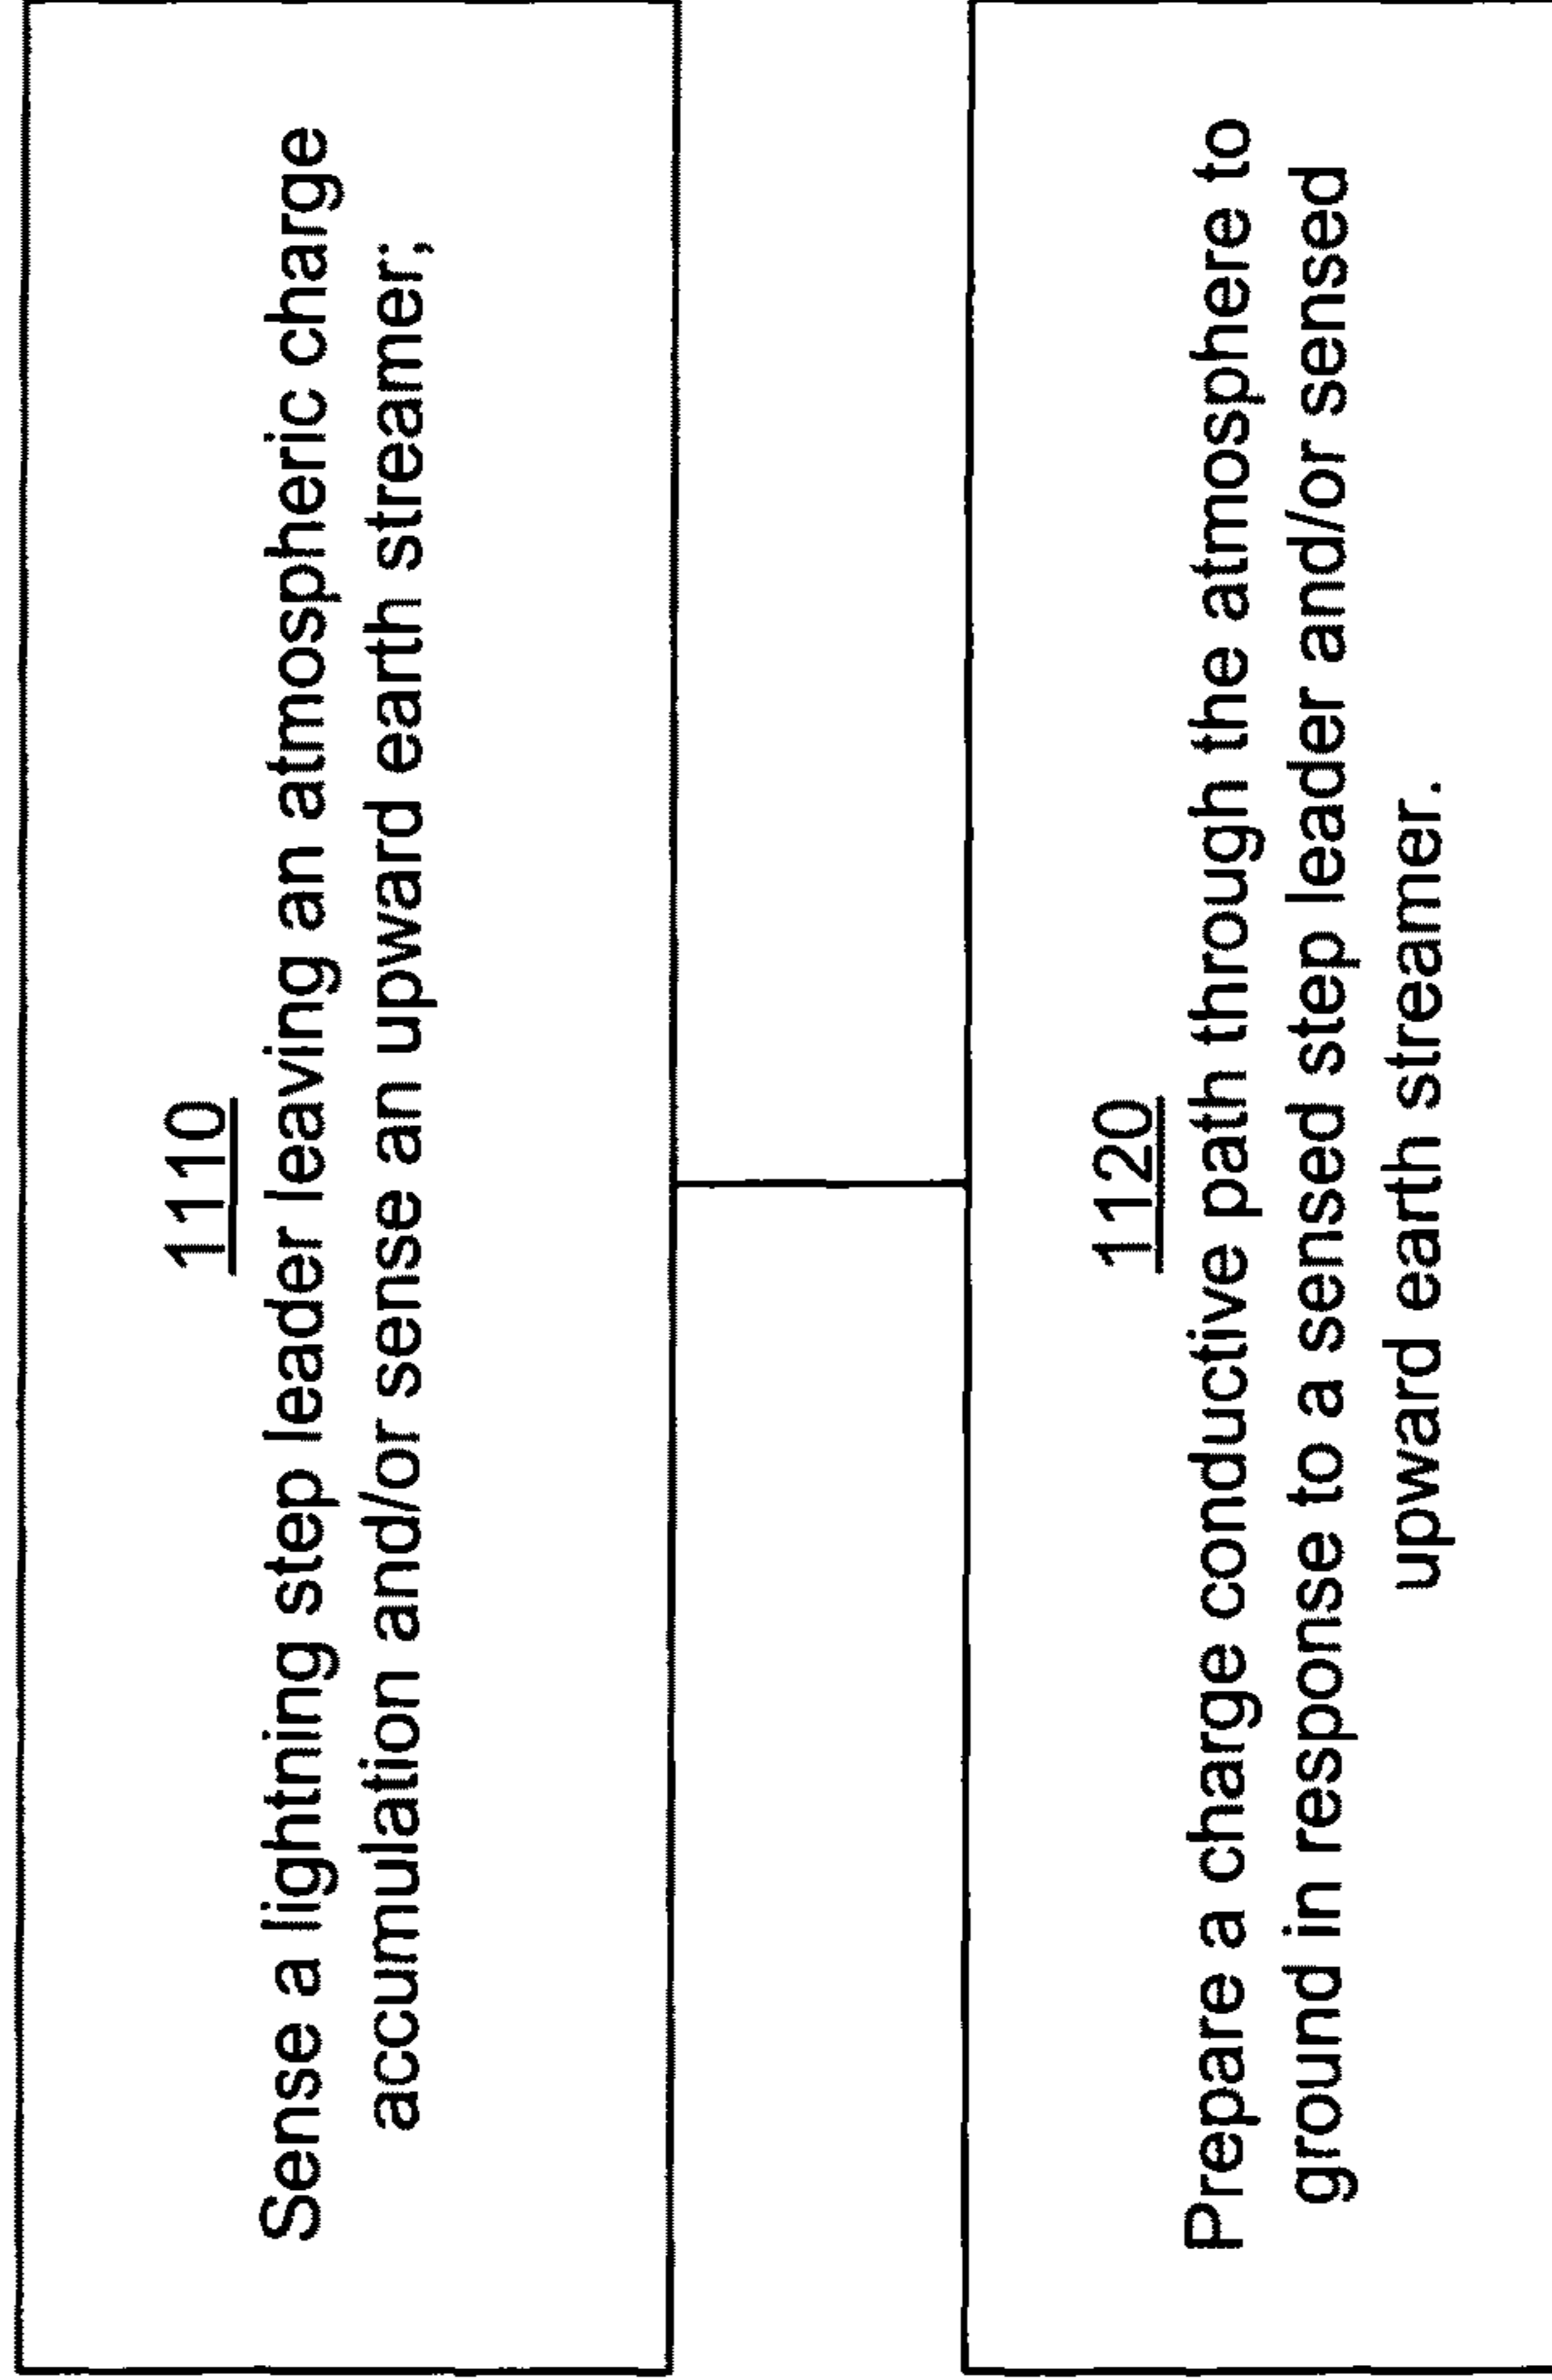 1110
Sense a lightning step leader leaving an atmospheric charge
accumulation and/or sense an upward earth streamer;
1120
Prepare a charge conductive path through the atmosphere to
ground in response to a sensed step leader and/or sensed
upward earth streamer.